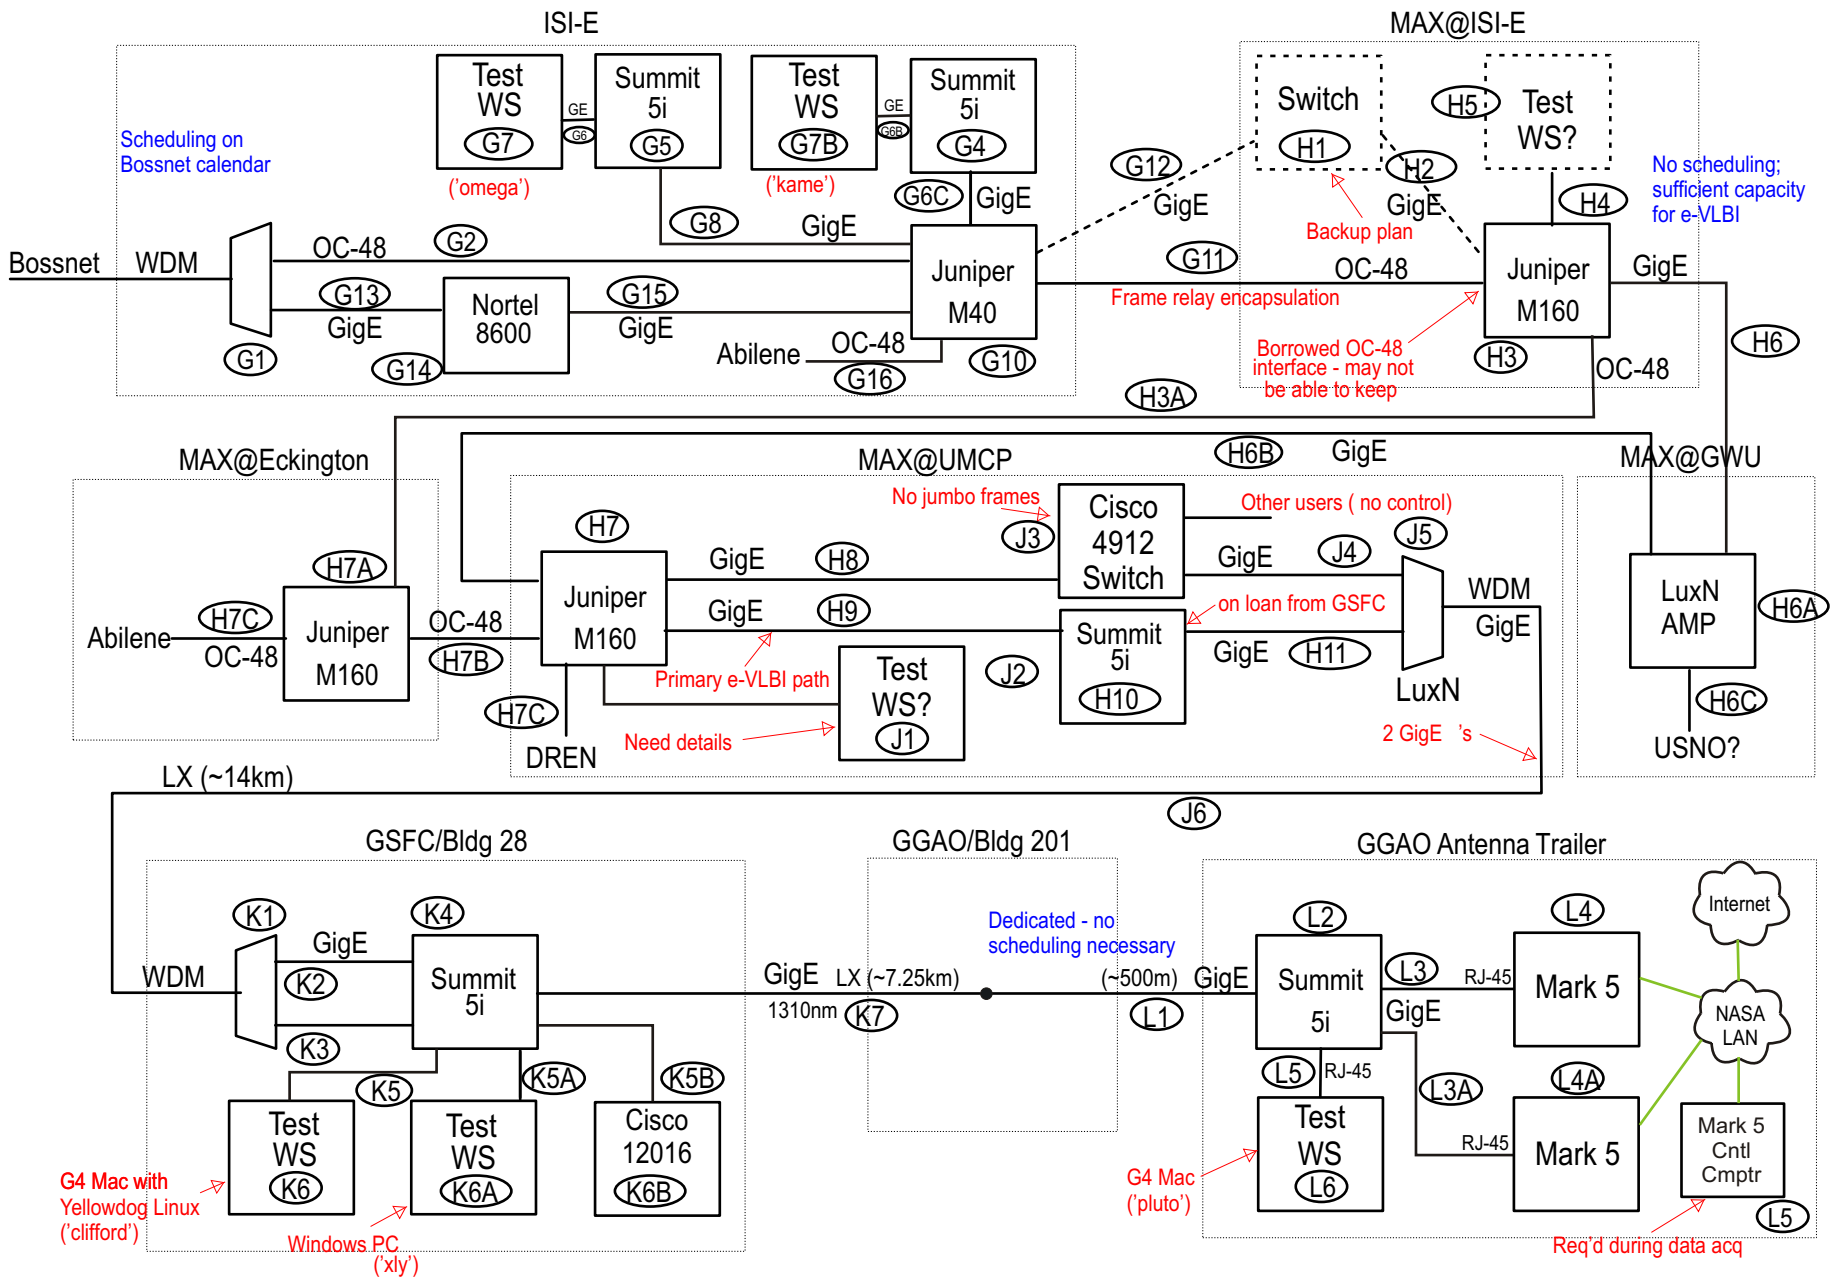 ISI-E
MAX@ISI-E
Test
WS
G7
('omega')
GE
G6
Summit
5i
G5
Test
WS
G7B
('kame')
GE
G6B
Summit
5i
G4
Scheduling on
Bossnet calendar
G6C
GigE
G8
GigE
G12
GigE
Switch
H1
H2
GigE
Backup plan
H5
Test
WS?
H4
No scheduling;
sufficient capacity
for e-VLBI
Bossnet
WDM
G1
OC-48
G2
G13
GigE
Nortel
8600
G14
G15
GigE
Juniper
M40
G10
Abilene
OC-48
G16
G11
OC-48
Frame relay encapsulation
Juniper
M160
H3
GigE
H6
Borrowed OC-48
interface - may not
be able to keep
OC-48
H3A
MAX@Eckington
MAX@UMCP
H6B
GigE
MAX@GWU
H7A
Juniper
M160
Abilene
H7C
OC-48
OC-48
H7B
H7
Juniper
M160
H7C
DREN
No jumbo frames
J3
Cisco
4912
Switch
Other users ( no control)
GigE
H8
GigE
H9
Primary e-VLBI path
Need details
Test
WS?
J1
J2
Summit
5i
H10
on loan from GSFC
GigE
J4
J5
GigE
H11
LuxN
WDM
GigE
2 GigE 's
LuxN
AMP
H6A
H6C
USNO?
LX (~14km)
J6
GSFC/Bldg 28
GGAO/Bldg 201
GGAO Antenna Trailer
WDM
K1
GigE
K2
K3
K4
Summit
5i
K5
K5A
K5B
Test
WS
K6
Test
WS
K6A
Cisco
12016
K6B
G4 Mac with
Yellowdog Linux
('clifford')
Windows PC
('xly')
GigE
1310nm
LX (~7.25km)
K7
Dedicated - no
scheduling necessary
(~500m)
L1
GigE
L2
Summit
5i
L3
GigE
RJ-45
L4
Mark 5
L5
RJ-45
L3A
RJ-45
L4A
Mark 5
Test
WS
L6
G4 Mac
('pluto')
Internet
NASA
LAN
Mark 5
Cntl
Cmptr
L5
Req'd during data acq